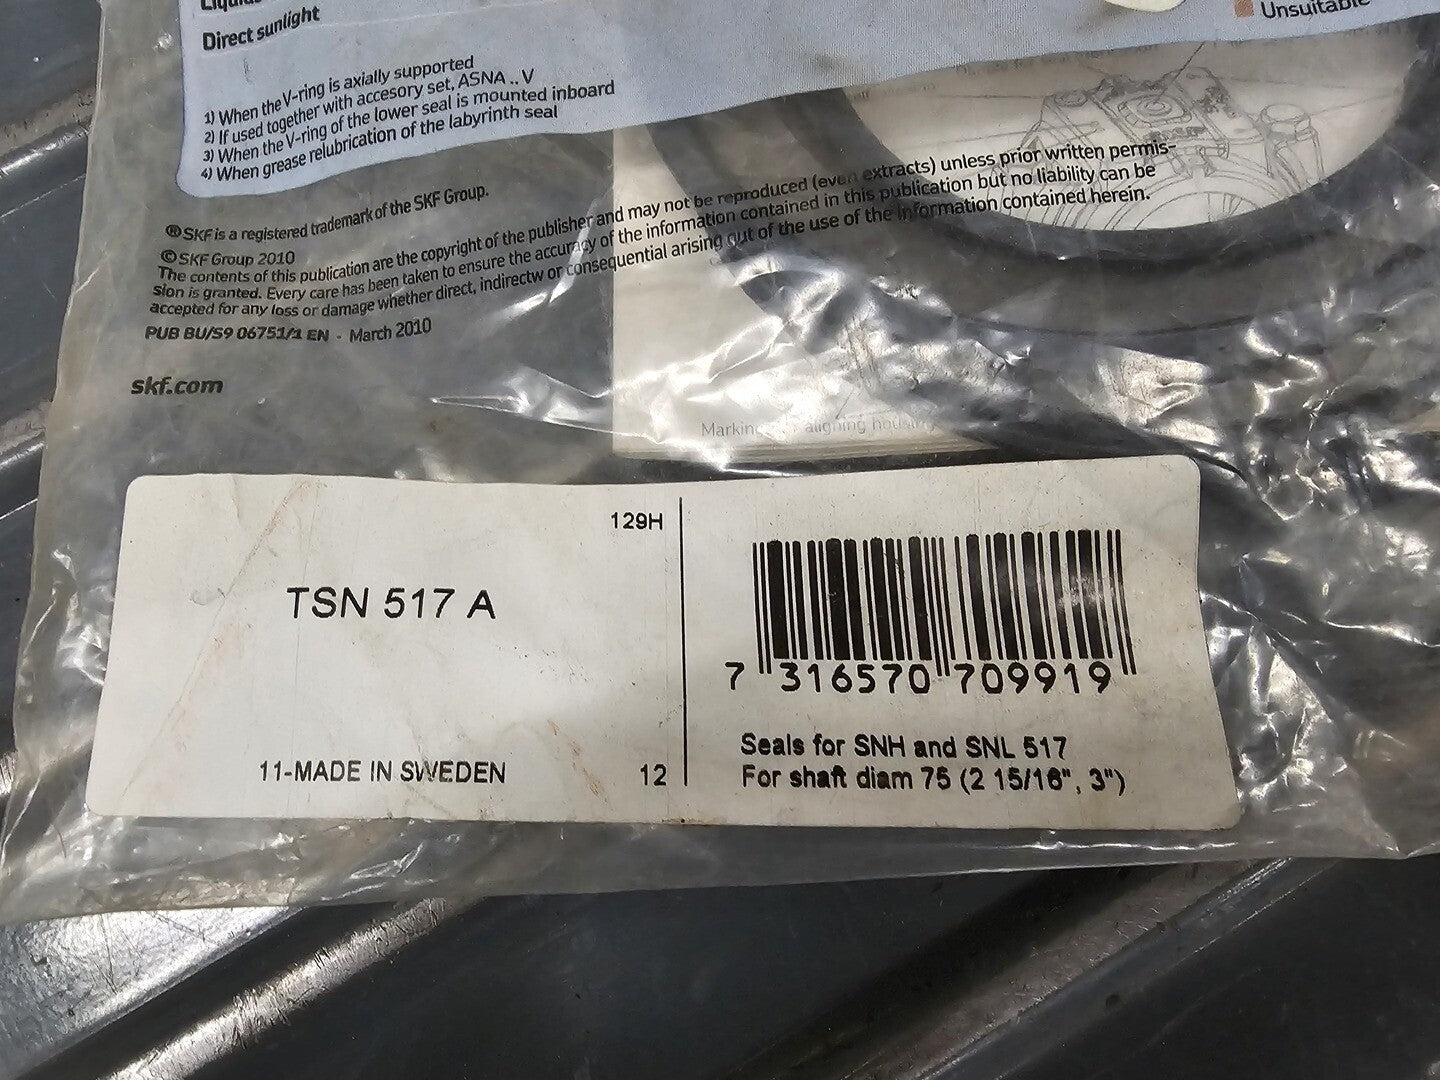 Direct sunlight
Unsuitable
1) When the V-ring is axially supported
2) If used together with accesory set, ASNA .. V
3) When the V-ring of the lower seal is mounted inboard
4) When grease relubrication of the labyrinth seal
® SKF is a registered trademark of the SKF Group.
© SKF Group 2010
The contents of this publication are the copyright of the publisher and may not be reproduced (even extracts) unless prior written permis-
sion is granted. Every care has been taken to ensure the accuracy of the information contained in this publication but no liability can be
accepted for any loss or damage whether direct, indirectw or consequential arising out of the use of the information contained herein.
PUB BU/S9 06751/1 EN - March 2010
skf.com
aligning housing
129H
TSN 517 A
11-MADE IN SWEDEN
12
7 316570 709919
Seals for SNH and SNL 517
For shaft diam 75 (2 15/16", 3")